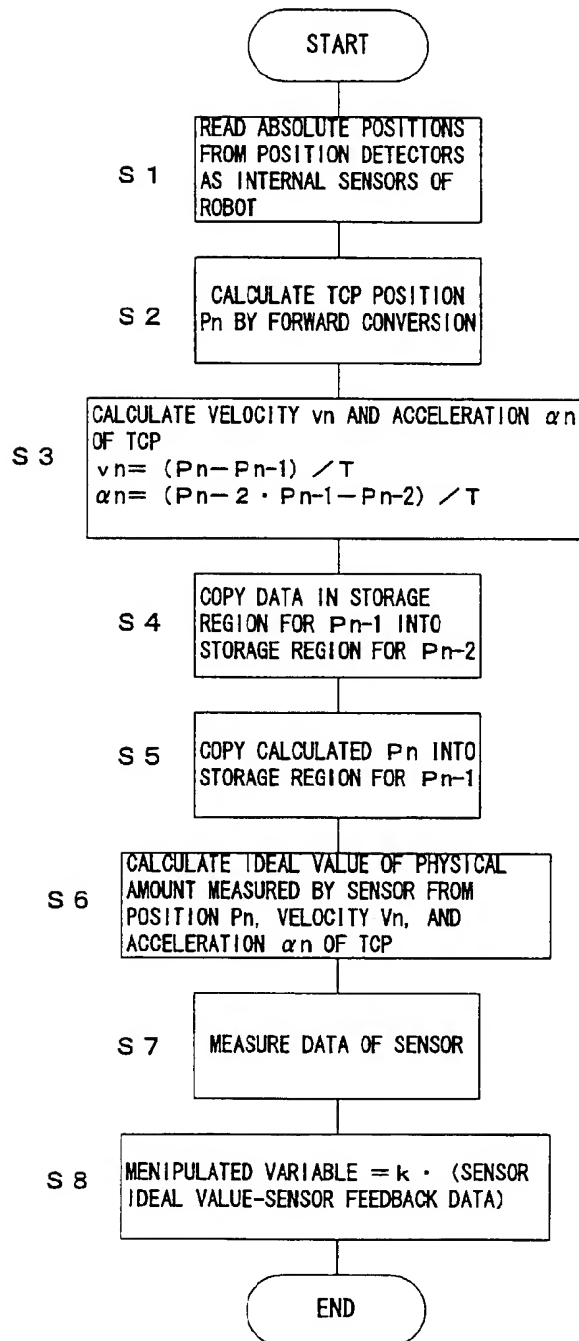 START
S 1
READ ABSOLUTE POSITIONS
FROM POSITION DETECTORS
AS INTERNAL SENSORS OF
ROBOT
S 2
CALCULATE TCP POSITION
Pn BY FORWARD CONVERSION
S 3
CALCULATE VELOCITY vn AND ACCELERATION αn
OF TCP
vn= (Pn-Pn-1) /T
αn= (Pn-2・Pn-1-Pn-2) /T
S 4
COPY DATA IN STORAGE
REGION FOR Pn-1 INTO
STORAGE REGION FOR Pn-2
S 5
COPY CALCULATED Pn INTO
STORAGE REGION FOR Pn-1
S 6
CALCULATE IDEAL VALUE OF PHYSICAL
AMOUNT MEASURED BY SENSOR FROM
POSITION Pn, VELOCITY Vn, AND
ACCELERATION αn OF TCP
S 7
MEASURE DATA OF SENSOR
S 8
MENIPULATED VARIABLE = k・ (SENSOR
IDEAL VALUE-SENSOR FEEDBACK DATA)
END